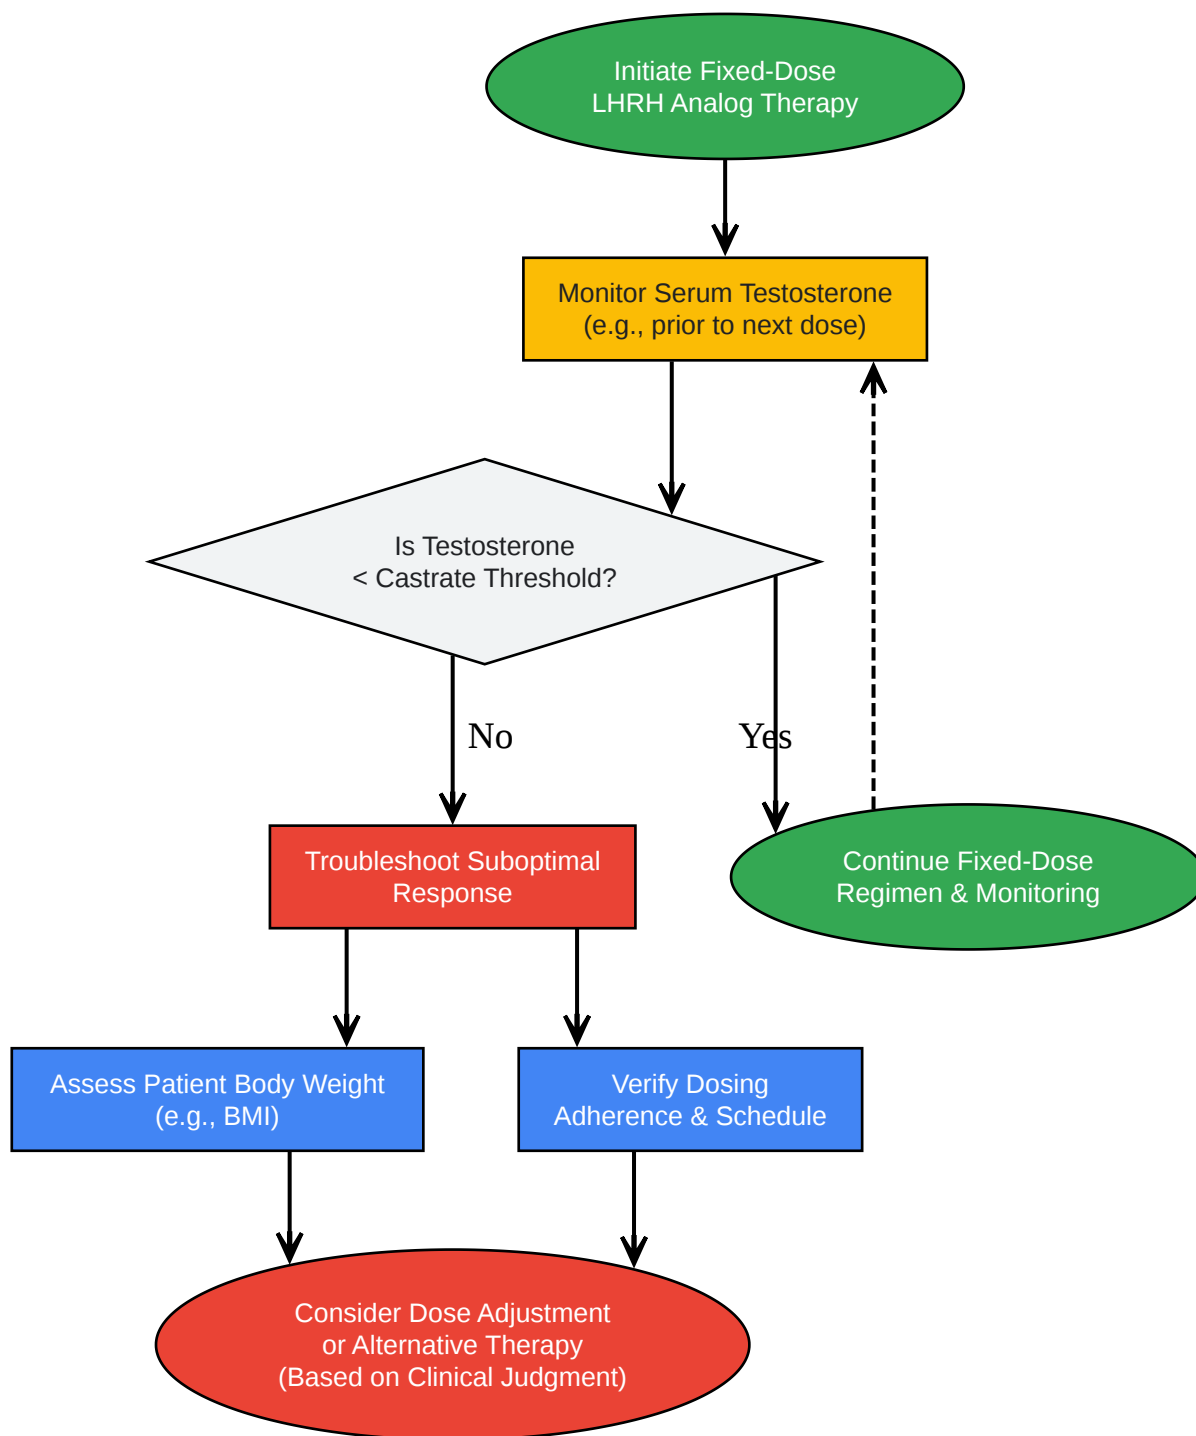 Initiate Fixed-Dose
LHRH Analog Therapy
Monitor Serum Testosterone
(e.g., prior to next dose)
Is Testosterone
< Castrate Threshold?
No
Yes
Troubleshoot Suboptimal
Response
Continue Fixed-Dose
Regimen & Monitoring
Assess Patient Body Weight
(e.g., BMI)
Verify Dosing
Adherence & Schedule
Consider Dose Adjustment
or Alternative Therapy
(Based on Clinical Judgment)